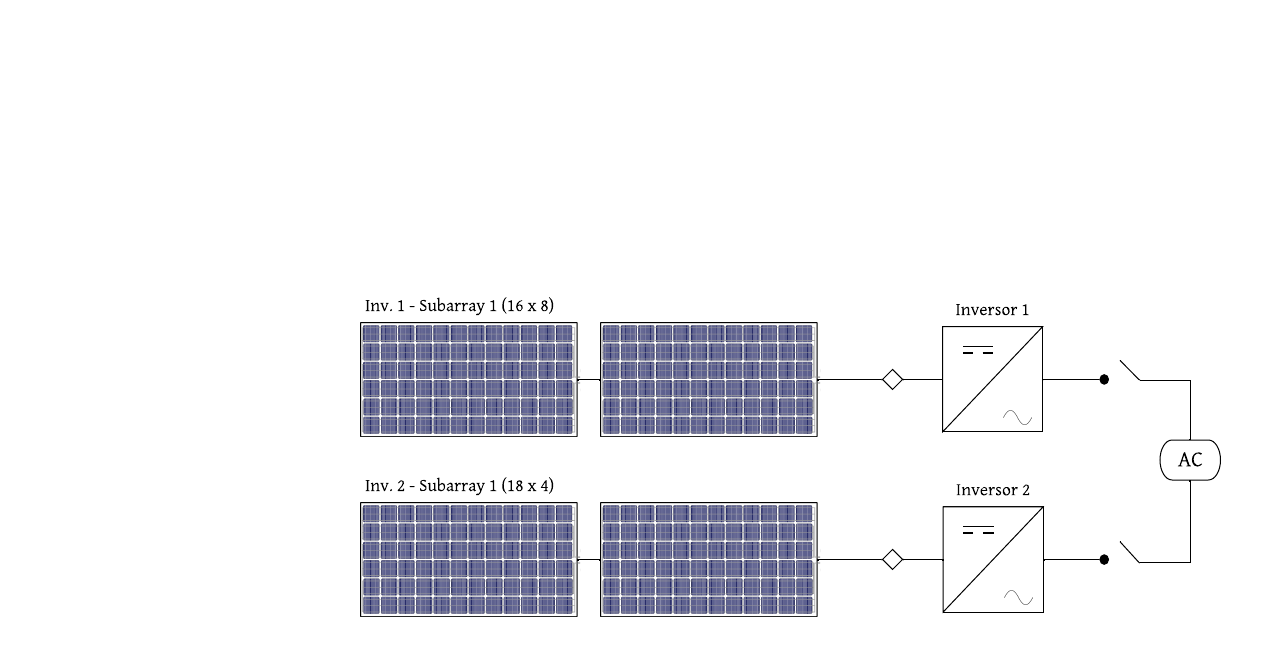 Inv. 1 - Subarray 1 (16 x 8)
Inversor 1
AC
Inv. 2 - Subarray 1 (18 x 4)
Inversor 2